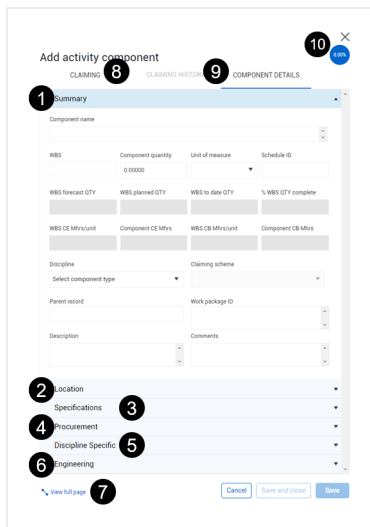 10
0.00%
Add activity component
CLAIMING 8 CLAIMING HISTORY 9 COMPONENT DETAILS
1 Summary
Component name
WBS Component quantity Unit of measure Schedule ID
0.00000
WBS forecast QTY WBS planned QTY WBS to date QTY % WBS QTY complete
WBS CE Mhrs/unit Component CE Mhrs WBS CB Mhrs/unit Component CB Mhrs
Discipline Claiming scheme
Select component type
Parent record Work package ID
Description Comments
2 Location
Specifications 3
4 Procurement
Discipline Specific 5
6 Engineering
View full page 7 Cancel Save and close Save